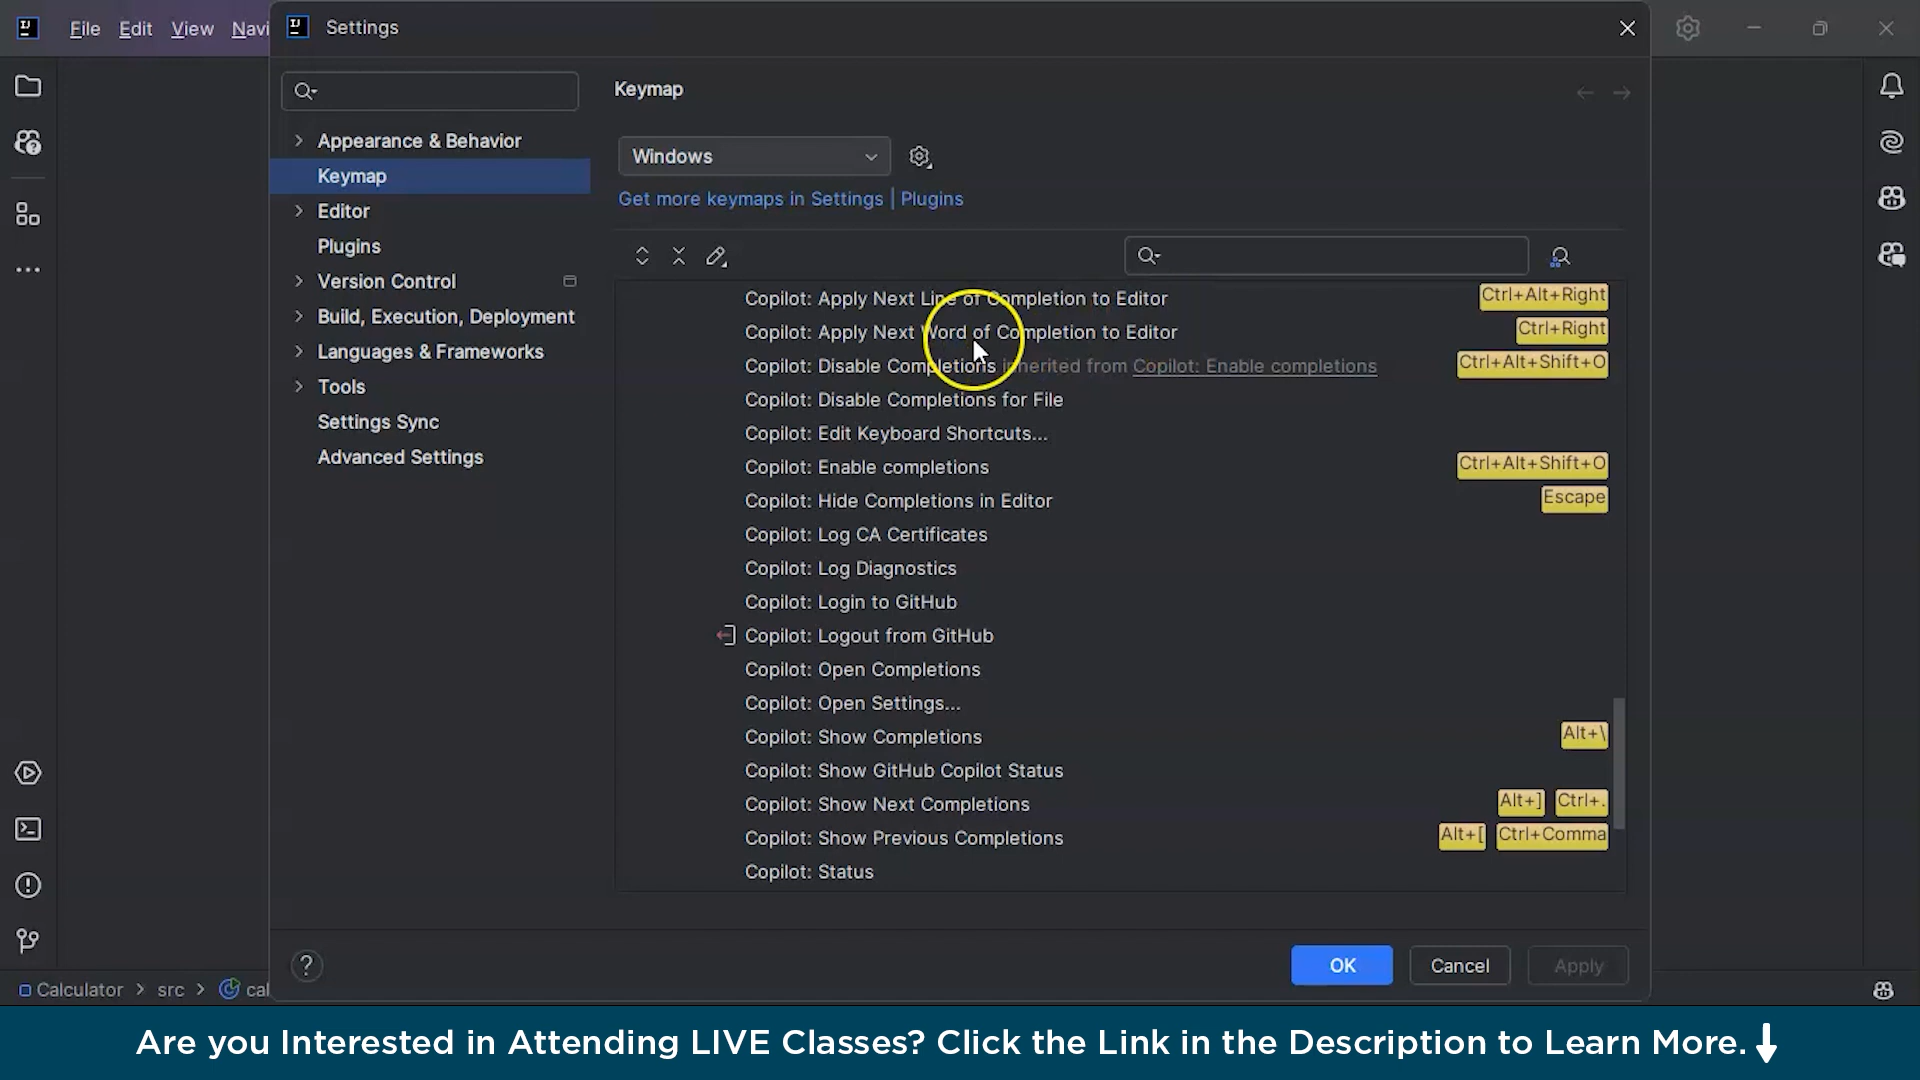 File Edit View Navi
Settings
Appearance & Behavior
Keymap
Editor
Plugins
Version Control
Build, Execution, Deployment
Languages & Frameworks
Tools
Settings Sync
Advanced Settings
Keymap
Windows
Get more keymaps in Settings | Plugins
Copilot: Apply Next Line of Completion to Editor Ctrl+Alt+Right
Copilot: Apply Next Word of Completion to Editor Ctrl+Right
Copilot: Disable Completions inherited from Copilot: Enable completions Ctrl+Alt+Shift+O
Copilot: Disable Completions for File
Copilot: Edit Keyboard Shortcuts...
Copilot: Enable completions Ctrl+Alt+Shift+O
Copilot: Hide Completions in Editor Escape
Copilot: Log CA Certificates
Copilot: Log Diagnostics
Copilot: Login to GitHub
Copilot: Logout from GitHub
Copilot: Open Completions
Copilot: Open Settings...
Copilot: Show Completions Alt+\
Copilot: Show GitHub Copilot Status
Copilot: Show Next Completions Alt+] Ctrl+.
Copilot: Show Previous Completions Alt+[ Ctrl+Comma
Copilot: Status
? OK Cancel Apply
Calculator > src > cal
Are you Interested in Attending LIVE Classes? Click the Link in the Description to Learn More.